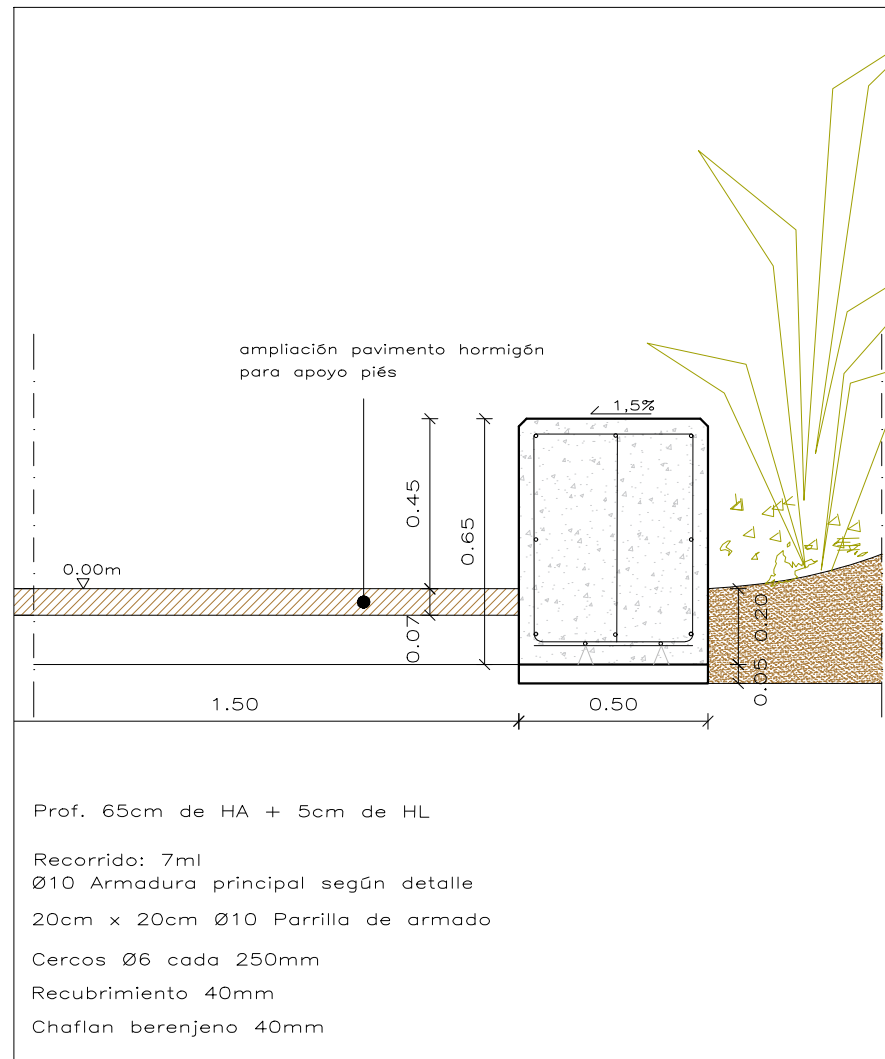 ampliación pavimento hormigón
para apoyo piés
1,5%
0.45
0.65
0.00m
0.07
0.20
0.05
1.50
0.50
Prof. 65cm de HA + 5cm de HL
Recorrido: 7ml
Ø10 Armadura principal según detalle
20cm x 20cm Ø10 Parrilla de armado
Cercos Ø6 cada 250mm
Recubrimiento 40mm
Chaflan berenjeno 40mm